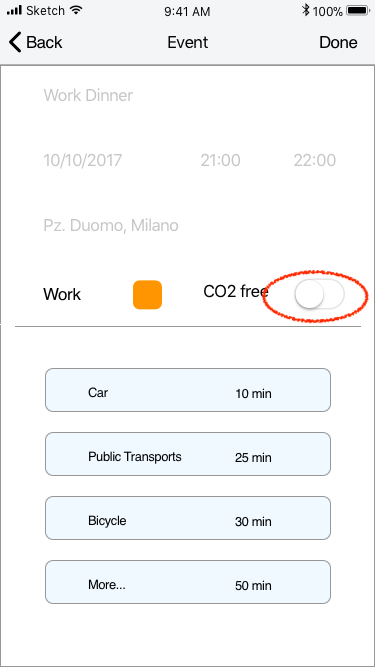 Sketch 9:41 AM 100%
Back Event Done
Work Dinner
10/10/2017 21:00 22:00
Pz. Duomo, Milano
Work CO2 free
Car 10 min
Public Transports 25 min
Bicycle 30 min
More... 50 min